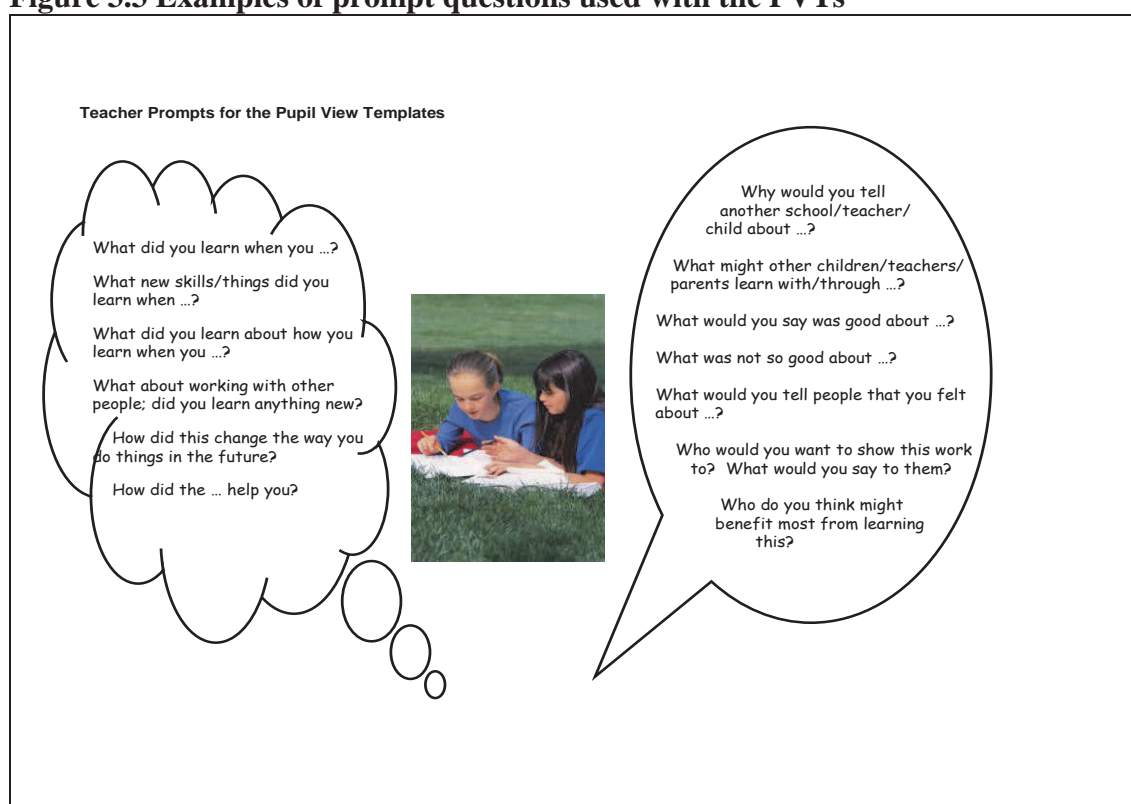 Figure 3.3 Examples of prompt questions used with the PVTs
Teacher Prompts for the Pupil View Templates
What did you learn when you …?
What new skills/things did you
learn when …?
What did you learn about how you
learn when you …?
What about working with other
people; did you learn anything new?
How did this change the way you
do things in the future?
How did the … help you?
Why would you tell
another school/teacher/
child about …?
What might other children/teachers/
parents learn with/through …?
What would you say was good about …?
What was not so good about …?
What would you tell people that you felt
about …?
Who would you want to show this work
to?  What would you say to them?
Who do you think might
benefit most from learning
this?